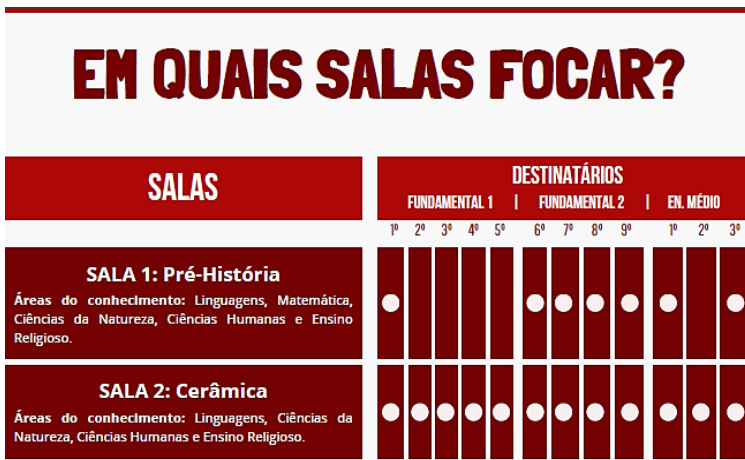 EM QUAIS SALAS FOCAR?
SALAS
DESTINATÁRIOS
FUNDAMENTAL 1 | FUNDAMENTAL 2 | EN. MÉDIO
1º 2º 3º 4º 5º 6º 7º 8º 9º 1º 2º 3º
SALA 1: Pré-História
Áreas do conhecimento: Linguagens, Matemática,
Ciências da Natureza, Ciências Humanas e Ensino
Religioso.
SALA 2: Cerâmica
Áreas do conhecimento: Linguagens, Ciências da
Natureza, Ciências Humanas e Ensino Religioso.